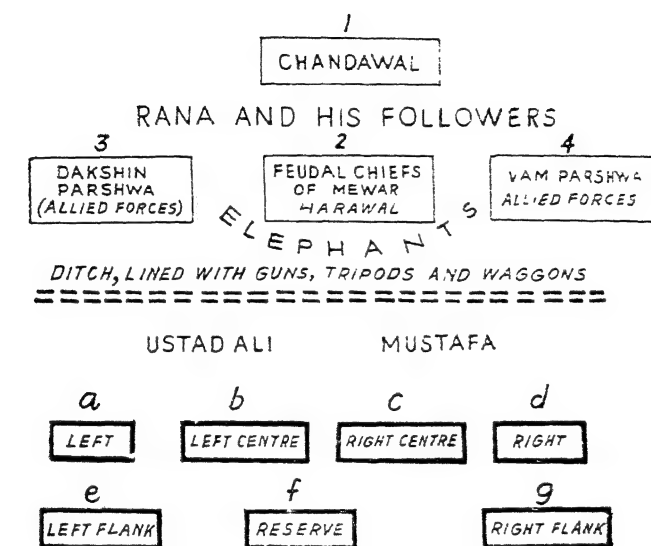 1
CHANDAWAL
RANA AND HIS FOLLOWERS
3 2 4
DAKSHIN PARSHWA (ALLIED FORCES)
FEUDAL CHIEFS OF MEWAR HARAWAL
VAM PARSHWA ALLIED FORCES
ELEPHANTS
DITCH, LINED WITH GUNS, TRIPODS AND WAGGONS
USTAD ALI MUSTAFA
a b c d
LEFT LEFT CENTRE RIGHT CENTRE RIGHT
e f g
LEFT FLANK RESERVE RIGHT FLANK